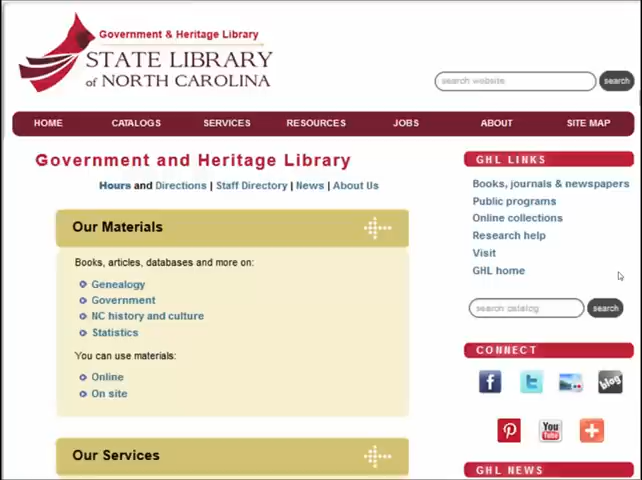 Government & Heritage Library
STATE LIBRARY
of NORTH CAROLINA
search website
search
HOME
CATALOGS
SERVICES
RESOURCES
JOBS
ABOUT
SITE MAP
Government and Heritage Library
Hours and Directions | Staff Directory | News | About Us
Our Materials
Books, articles, databases and more on:
Genealogy
Government
NC history and culture
Statistics
You can use materials:
Online
On site
Our Services
GHL LINKS
Books, journals & newspapers
Public programs
Online collections
Research help
Visit
GHL home
search catalog
search
CONNECT
f
t
blog
P
You Tube
+
GHL NEWS